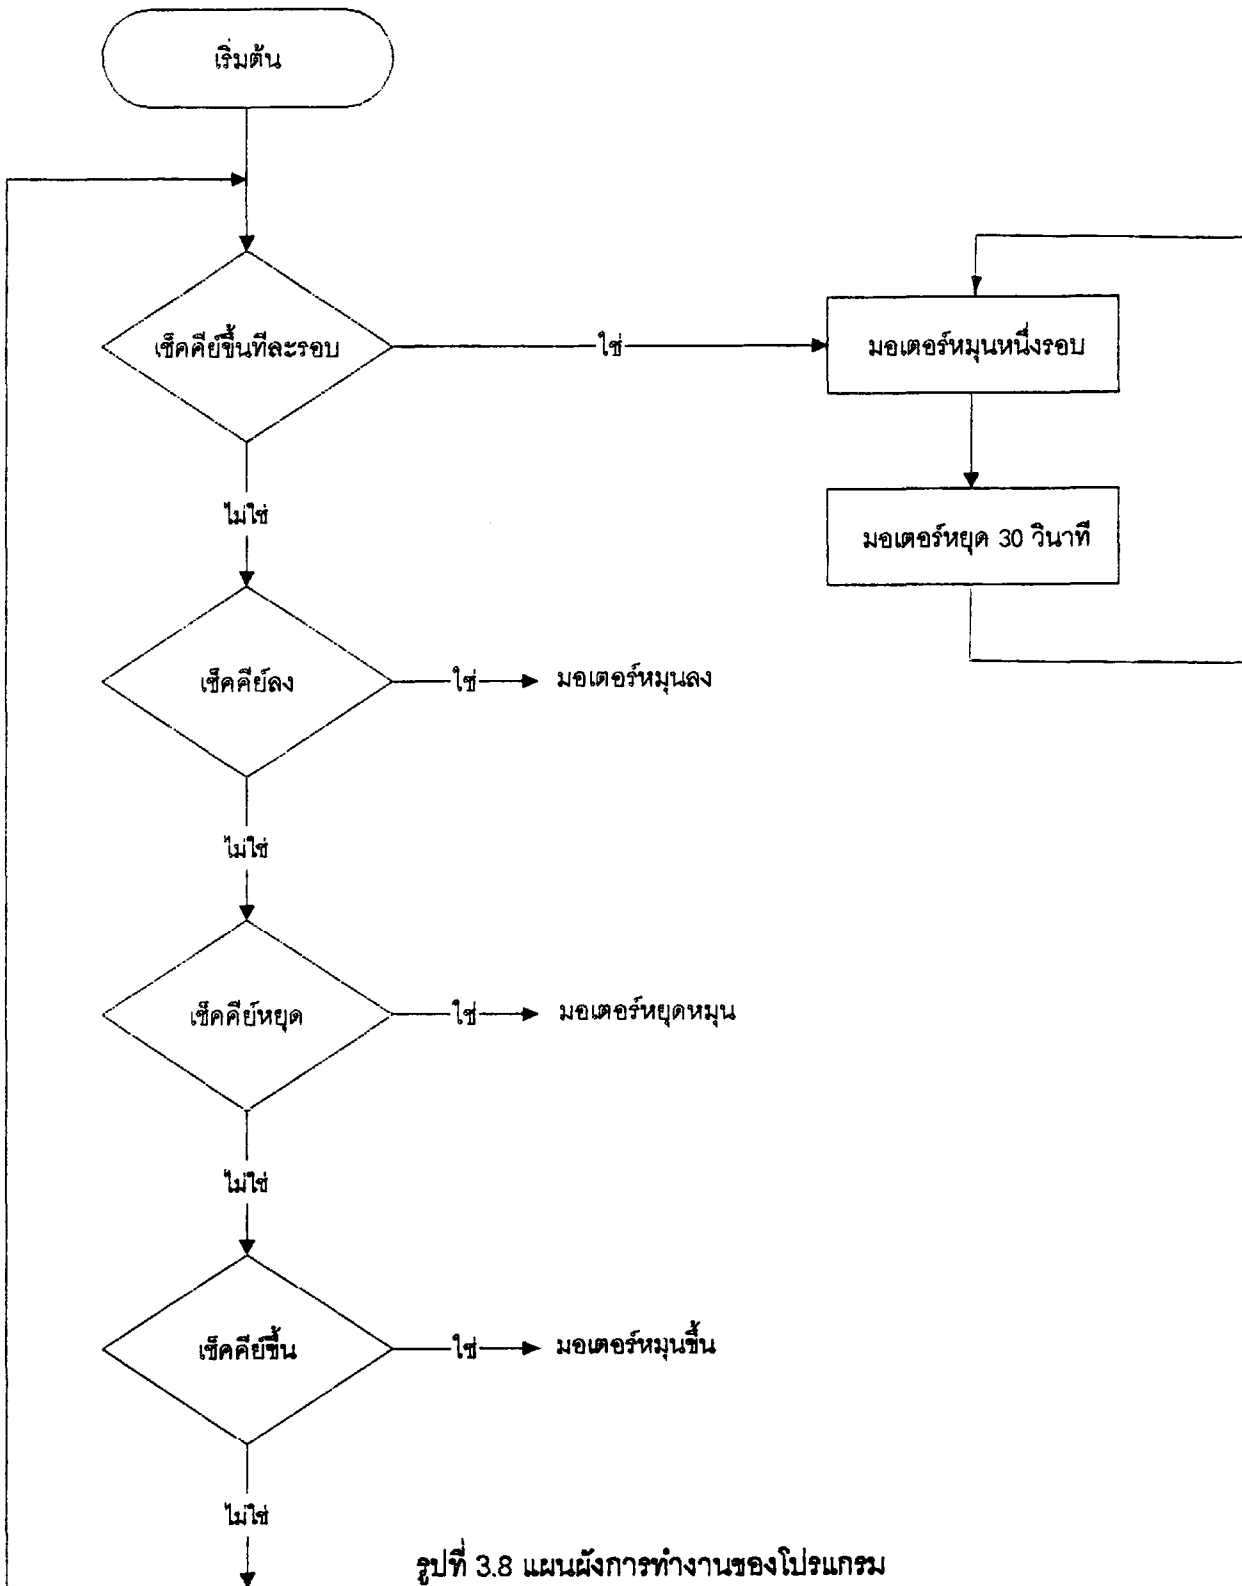 เริ่มต้น
เช็คคีย์ขึ้นทีละรอบ
ใช่
มอเตอร์หมุนหนึ่งรอบ
ไม่ใช่
มอเตอร์หยุด 30 วินาที
เช็คคีย์ลง
ใช่
มอเตอร์หมุนลง
ไม่ใช่
เช็คคีย์หยุด
ใช่
มอเตอร์หยุดหมุน
ไม่ใช่
เช็คคีย์ขึ้น
ใช่
มอเตอร์หมุนขึ้น
ไม่ใช่
รูปที่ 3.8 แผนผังการทำงานของโปรแกรม